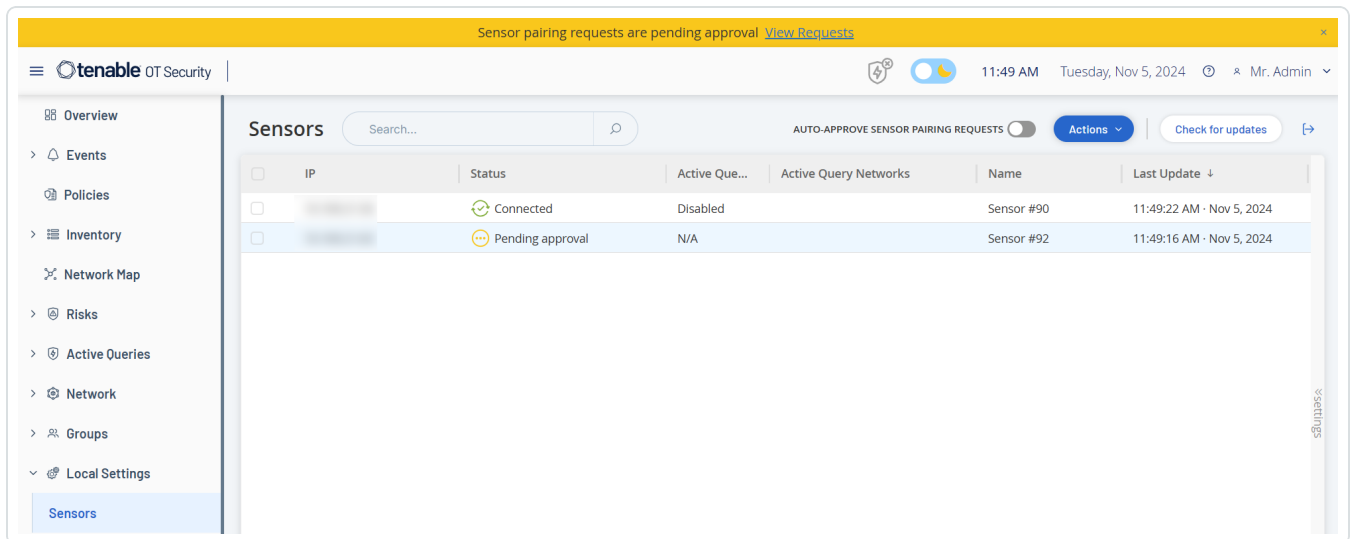 Sensor pairing requests are pending approval View Requests ×
tenable OT Security 11:49 AM Tuesday, Nov 5, 2024 Mr. Admin
Overview
Events
Policies
Inventory
Network Map
Risks
Active Queries
Network
Groups
Local Settings
Sensors
Sensors Search... AUTO-APPROVE SENSOR PAIRING REQUESTS Actions Check for updates
IP Status Active Que... Active Query Networks Name Last Update ↓
Connected Disabled Sensor #90 11:49:22 AM · Nov 5, 2024
Pending approval N/A Sensor #92 11:49:16 AM · Nov 5, 2024
settings